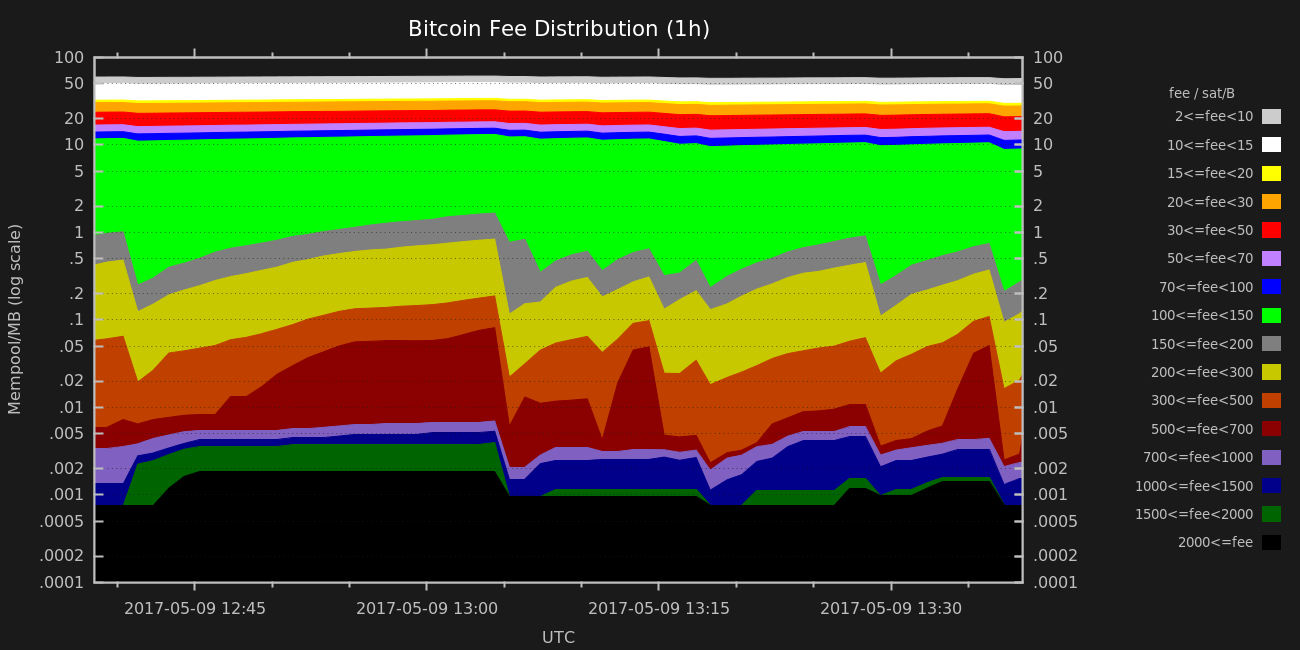 Bitcoin Fee Distribution (1h)
100
50
20
10
5
2
1
.5
.2
.1
.05
.02
.01
.005
.002
.001
.0005
.0002
.0001
Mempool/MB (log scale)
2017-05-09 12:45
2017-05-09 13:00
2017-05-09 13:15
2017-05-09 13:30
UTC
100
50
20
10
5
2
1
.5
.2
.1
.05
.02
.01
.005
.002
.001
.0005
.0002
.0001
fee / sat/B
2<=fee<10
10<=fee<15
15<=fee<20
20<=fee<30
30<=fee<50
50<=fee<70
70<=fee<100
100<=fee<150
150<=fee<200
200<=fee<300
300<=fee<500
500<=fee<700
700<=fee<1000
1000<=fee<1500
1500<=fee<2000
2000<=fee